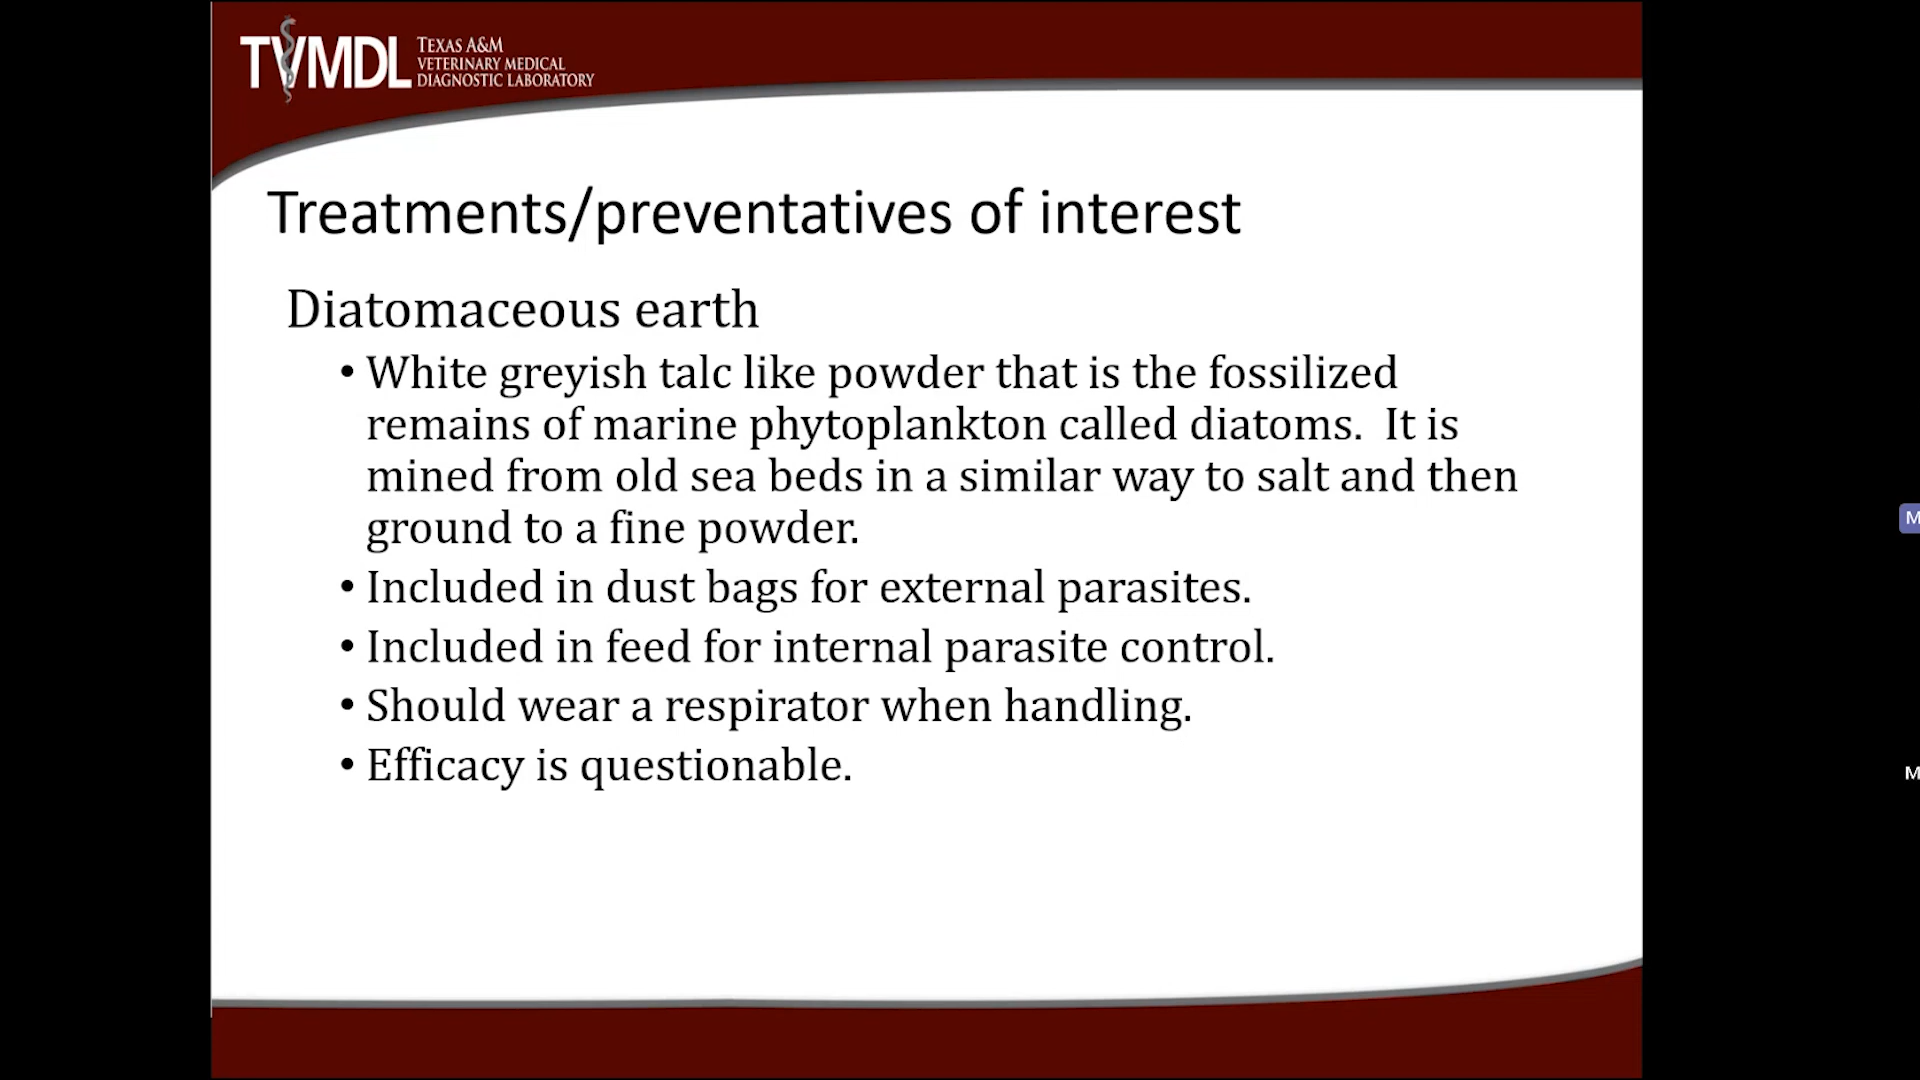 TVMDL
TEXAS A&M
VETERINARY MEDICAL
DIAGNOSTIC LABORATORY
Treatments/preventatives of interest
Diatomaceous earth
• White greyish talc like powder that is the fossilized
remains of marine phytoplankton called diatoms.  It is
mined from old sea beds in a similar way to salt and then
ground to a fine powder.
• Included in dust bags for external parasites.
• Included in feed for internal parasite control.
• Should wear a respirator when handling.
• Efficacy is questionable.
M
M